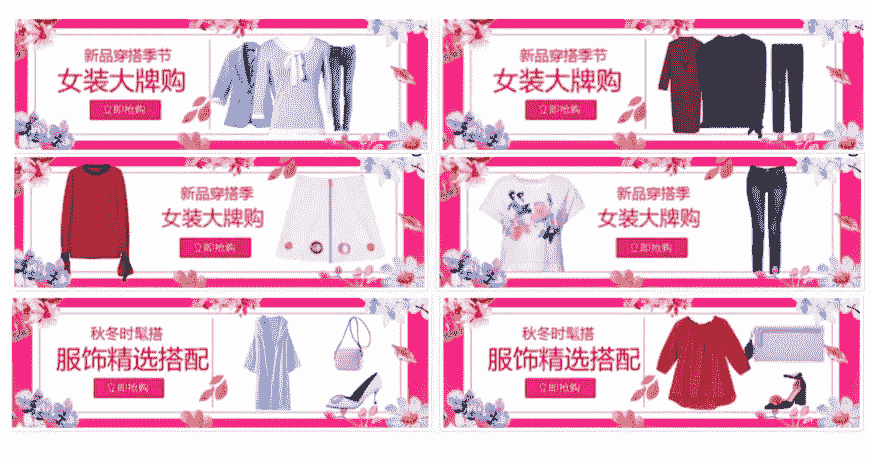 新品穿搭季节
女装大牌购
立即抢购
新品穿搭季节
女装大牌购
立即抢购
新品穿搭季
女装大牌购
立即抢购
新品穿搭季
女装大牌购
立即抢购
秋冬时髦搭
服饰精选搭配
立即抢购
秋冬时髦搭
服饰精选搭配
立即抢购